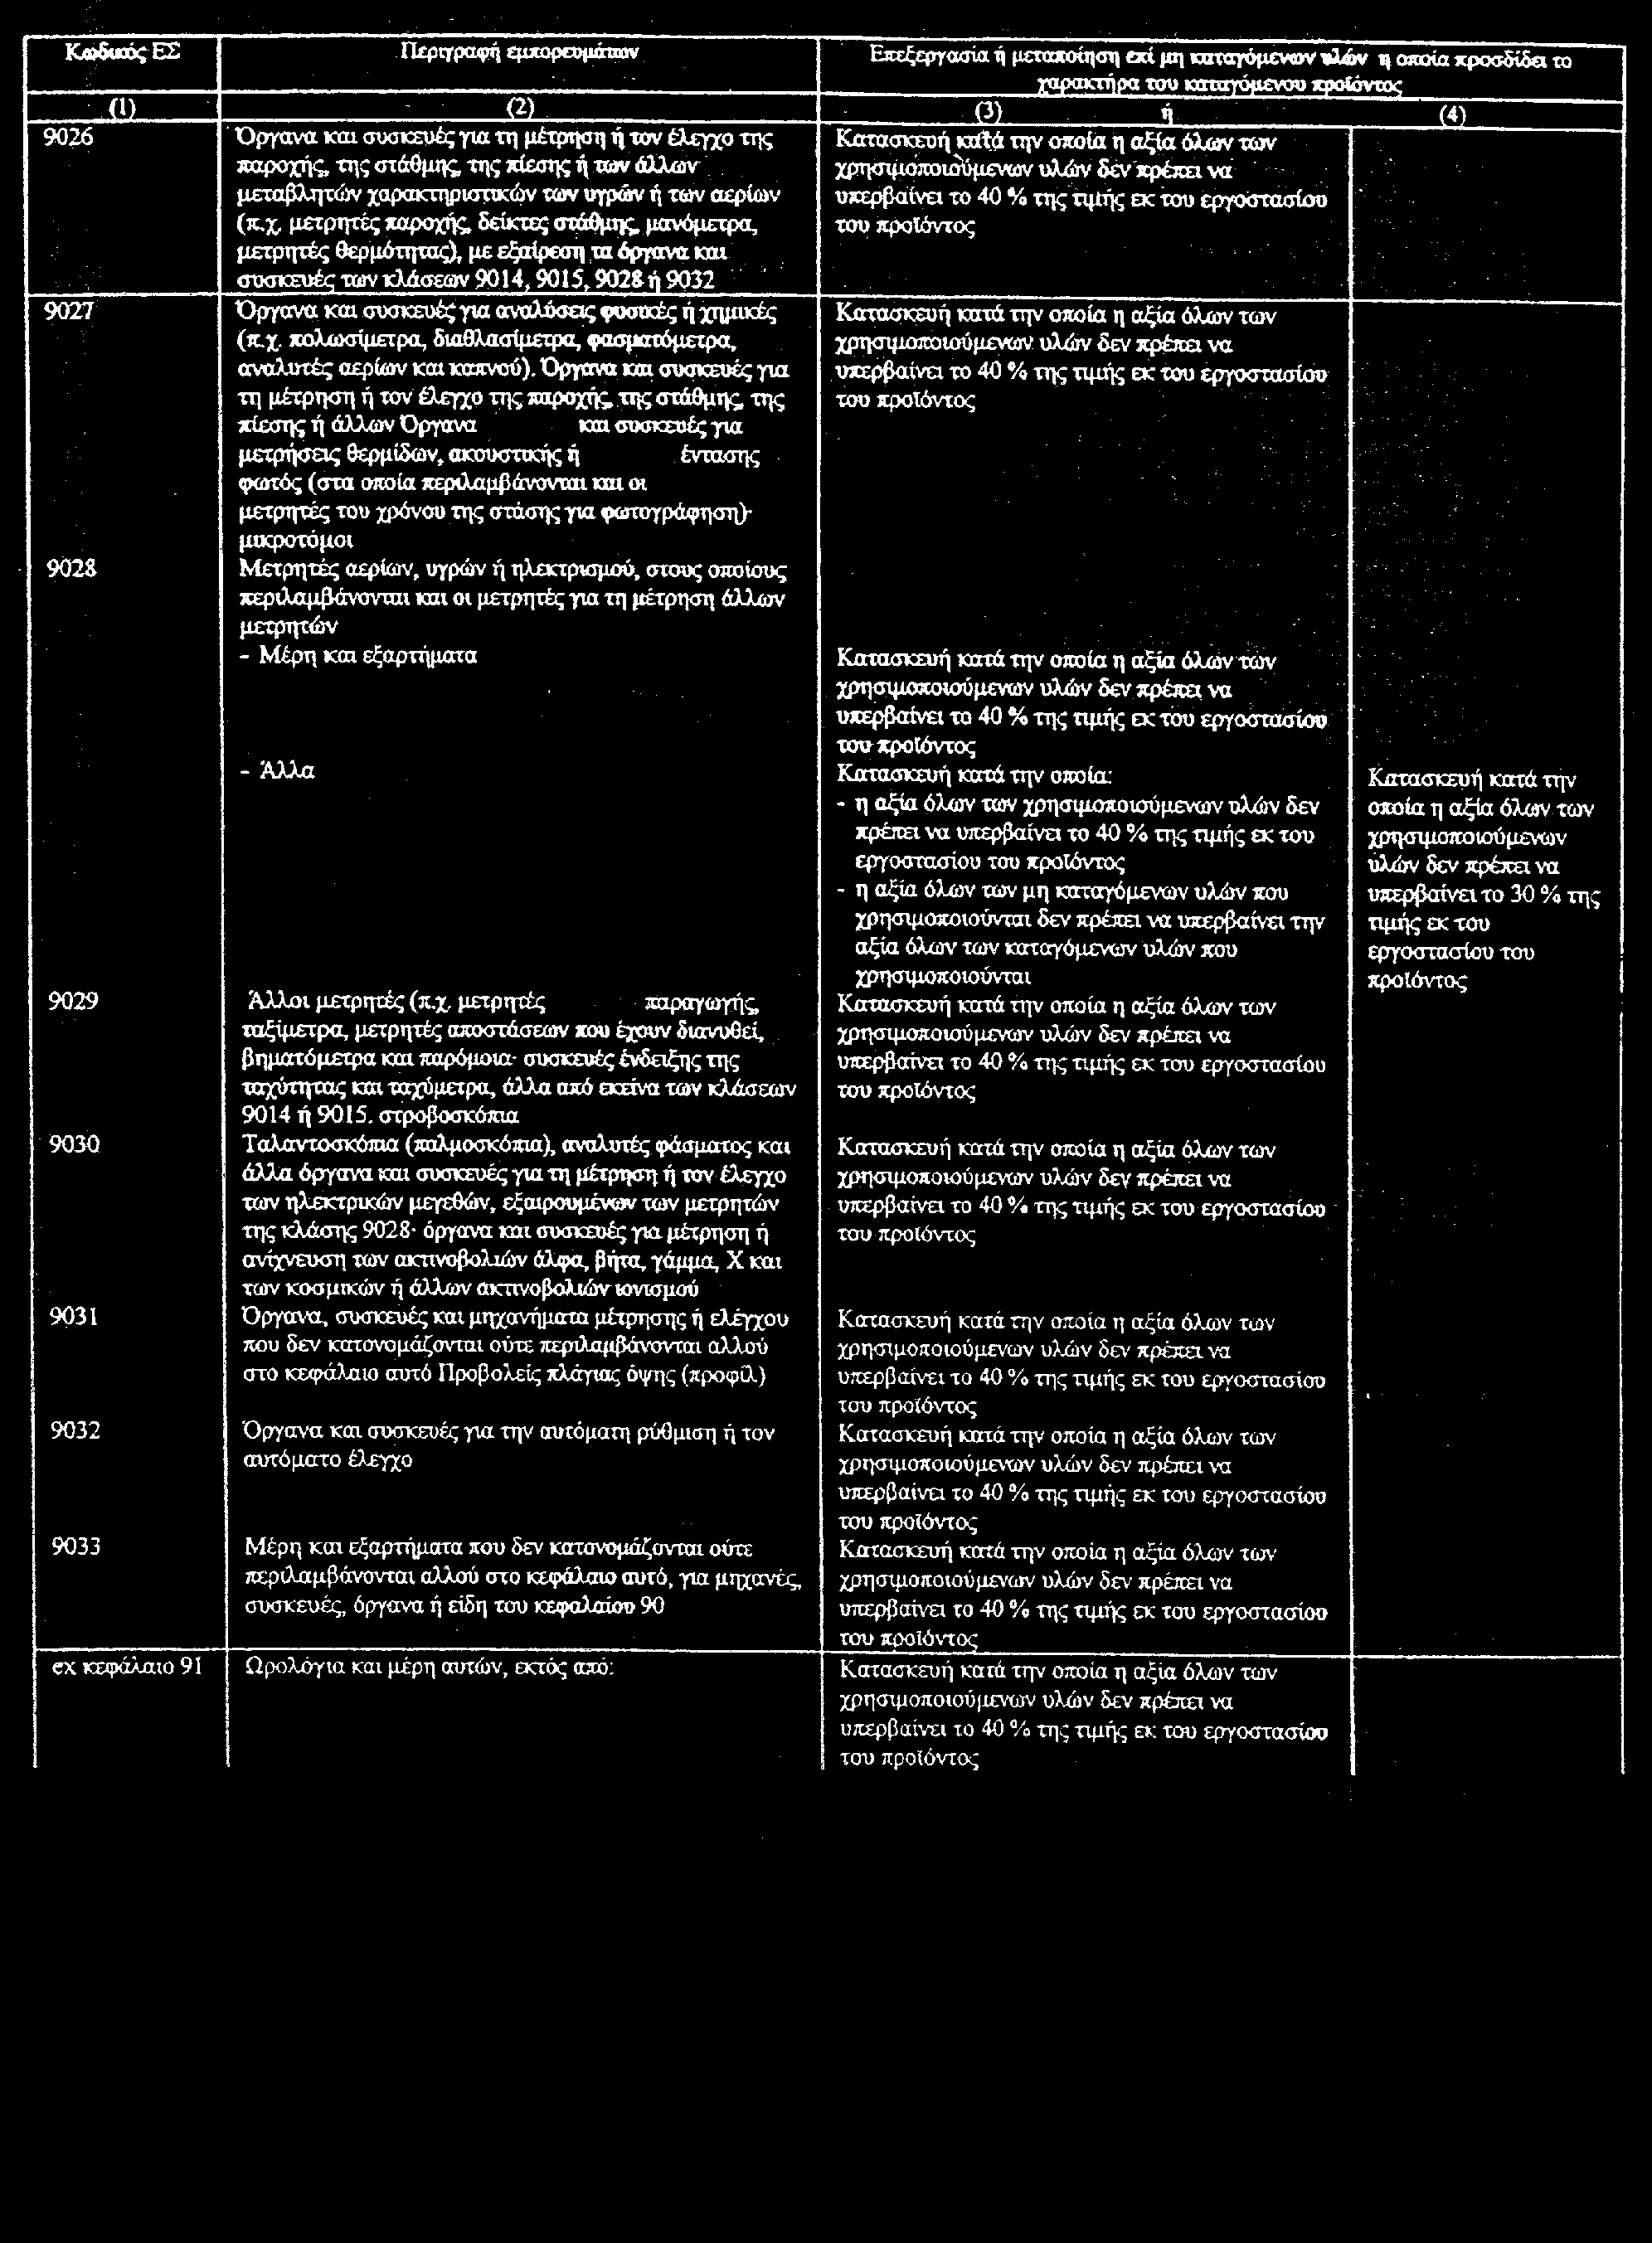 Κωδικός ΕΣ
Περιγραφή εμπορευμάτων
Επεξεργασία ή μεταποίηση επί μη καταγόμενων υλών η οποία προσδίδει το
χαρακτήρα του καταγόμενου προϊόντος
(1)
(2)
(3) ή (4)
9026
Όργανα και συσκευές για τη μέτρηση ή τον έλεγχο της
παροχής, της στάθμης, της πίεσης ή των άλλων
μεταβλητών χαρακτηριστικών των υγρών ή των αερίων
(π.χ. μετρητές παροχής, δείκτες στάθμης, μανόμετρα,
μετρητές θερμότητας), με εξαίρεση τα όργανα και
συσκευές των κλάσεων 9014, 9015, 9028 ή 9032
Κατασκευή κατά την οποία η αξία όλων των
χρησιμοποιούμενων υλών δεν πρέπει να
υπερβαίνει το 40 % της τιμής εκ του εργοστασίου
του προϊόντος
9027
Όργανα και συσκευές για αναλύσεις φυσικές ή χημικές
(π.χ. πολωσίμετρα, διαθλασίμετρα, φασματόμετρα,
αναλυτές αερίων και καπνού). Όργανα και συσκευές για
τη μέτρηση ή τον έλεγχο της παροχής, της στάθμης, της
πίεσης ή άλλων Όργανα και συσκευές για
μετρήσεις θερμίδων, ακουστικής ή έντασης
φωτός (στα οποία περιλαμβάνονται και οι
μετρητές του χρόνου της στάσης για φωτογράφηση)·
μικροτόμοι
Κατασκευή κατά την οποία η αξία όλων των
χρησιμοποιούμενων υλών δεν πρέπει να
υπερβαίνει το 40 % της τιμής εκ του εργοστασίου
του προϊόντος
9028
Μετρητές αερίων, υγρών ή ηλεκτρισμού, στους οποίους
περιλαμβάνονται και οι μετρητές για τη μέτρηση άλλων
μετρητών
- Μέρη και εξαρτήματα
Κατασκευή κατά την οποία η αξία όλων των
χρησιμοποιούμενων υλών δεν πρέπει να
υπερβαίνει το 40 % της τιμής εκ του εργοστασίου
του προϊόντος
- Άλλα
Κατασκευή κατά την οποία:
- η αξία όλων των χρησιμοποιούμενων υλών δεν
πρέπει να υπερβαίνει το 40 % της τιμής εκ του
εργοστασίου του προϊόντος
- η αξία όλων των μη καταγόμενων υλών που
χρησιμοποιούνται δεν πρέπει να υπερβαίνει την
αξία όλων των καταγόμενων υλών που
χρησιμοποιούνται
Κατασκευή κατά την
οποία η αξία όλων των
χρησιμοποιούμενων
υλών δεν πρέπει να
υπερβαίνει το 30 % της
τιμής εκ του
εργοστασίου του
προϊόντος
9029
Άλλοι μετρητές (π.χ. μετρητές παραγωγής,
ταξίμετρα, μετρητές αποστάσεων που έχουν διανυθεί,
βηματόμετρα και παρόμοια· συσκευές ένδειξης της
ταχύτητας και ταχύμετρα, άλλα από εκείνα των κλάσεων
9014 ή 9015. στροβοσκόπια
Κατασκευή κατά την οποία η αξία όλων των
χρησιμοποιούμενων υλών δεν πρέπει να
υπερβαίνει το 40 % της τιμής εκ του εργοστασίου
του προϊόντος
9030
Ταλαντοσκόπια (παλμοσκόπια), αναλυτές φάσματος και
άλλα όργανα και συσκευές για τη μέτρηση ή τον έλεγχο
των ηλεκτρικών μεγεθών, εξαιρουμένων των μετρητών
της κλάσης 9028· όργανα και συσκευές για μέτρηση ή
ανίχνευση των ακτινοβολιών άλφα, βήτα, γάμμα, Χ και
των κοσμικών ή άλλων ακτινοβολιών ιονισμού
Κατασκευή κατά την οποία η αξία όλων των
χρησιμοποιούμενων υλών δεν πρέπει να
υπερβαίνει το 40 % της τιμής εκ του εργοστασίου
του προϊόντος
9031
Όργανα, συσκευές και μηχανήματα μέτρησης ή ελέγχου
που δεν κατονομάζονται ούτε περιλαμβάνονται αλλού
στο κεφάλαιο αυτό Προβολείς πλάγιας όψης (προφίλ)
Κατασκευή κατά την οποία η αξία όλων των
χρησιμοποιούμενων υλών δεν πρέπει να
υπερβαίνει το 40 % της τιμής εκ του εργοστασίου
του προϊόντος
9032
Όργανα και συσκευές για την αυτόματη ρύθμιση ή τον
αυτόματο έλεγχο
Κατασκευή κατά την οποία η αξία όλων των
χρησιμοποιούμενων υλών δεν πρέπει να
υπερβαίνει το 40 % της τιμής εκ του εργοστασίου
του προϊόντος
9033
Μέρη και εξαρτήματα που δεν κατονομάζονται ούτε
περιλαμβάνονται αλλού στο κεφάλαιο αυτό, για μηχανές,
συσκευές, όργανα ή είδη του κεφαλαίου 90
Κατασκευή κατά την οποία η αξία όλων των
χρησιμοποιούμενων υλών δεν πρέπει να
υπερβαίνει το 40 % της τιμής εκ του εργοστασίου
του προϊόντος
ex κεφάλαιο 91
Ωρολόγια και μέρη αυτών, εκτός από:
Κατασκευή κατά την οποία η αξία όλων των
χρησιμοποιούμενων υλών δεν πρέπει να
υπερβαίνει το 40 % της τιμής εκ του εργοστασίου
του προϊόντος